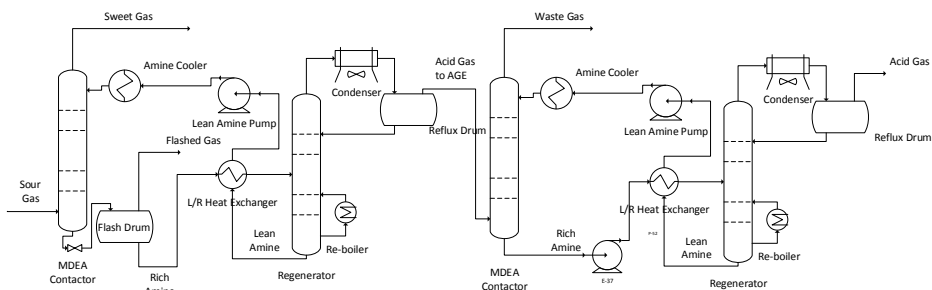 Sweet Gas
Amine Cooler
Lean Amine Pump
Flashed Gas
Sour
Gas
Flash Drum
MDEA
Contactor
Rich
L/R Heat Exchanger
Lean
Amine
Condenser
Reflux Drum
Re-boiler
Regenerator
Acid Gas
to AGE
Waste Gas
Amine Cooler
Lean Amine Pump
L/R Heat Exchanger
P-52
Rich
Amine
E-37
MDEA
Contactor
Lean
Amine
Condenser
Acid Gas
Reflux Drum
Re-boiler
Regenerator